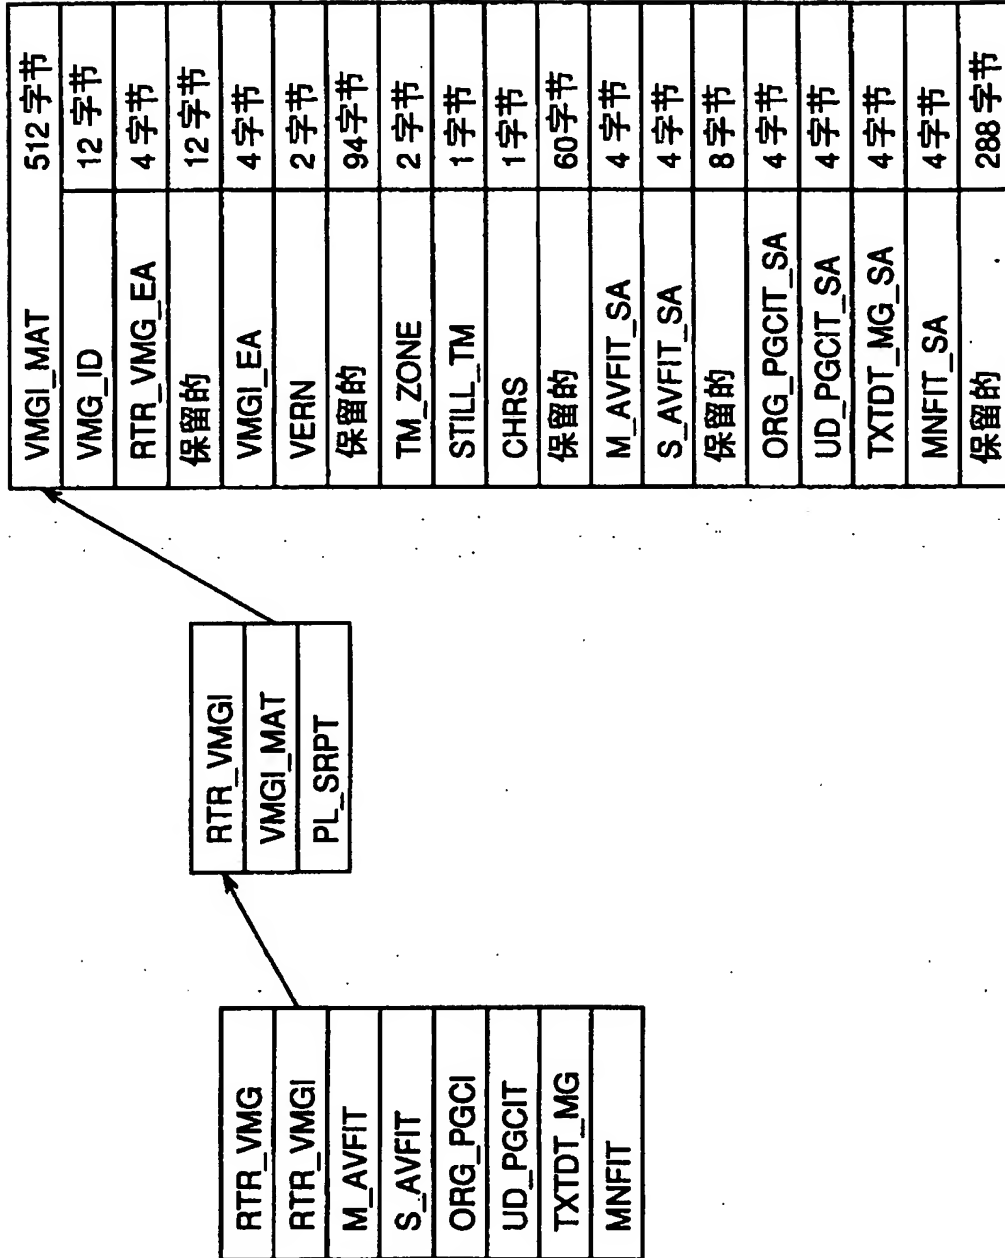 RTR_VMG
RTR_VMGI
M_AVFIT
S_AVFIT
ORG_PGCI
UD_PGCIT
TXTDT_MG
MNFIT
RTR_VMGI
VMGI_MAT
PL_SRPT
VMGI_MAT 512字节
VMG_ID 12字节
RTR_VMG_EA 4字节
保留的 12字节
VMGI_EA 4字节
VERN 2字节
保留的 94字节
TM_ZONE 2字节
STILL_TM 1字节
CHRS 1字节
保留的 60字节
M_AVFIT_SA 4字节
S_AVFIT_SA 4字节
保留的 8字节
ORG_PGCIT_SA 4字节
UD_PGCIT_SA 4字节
TXTDT_MG_SA 4字节
MNFIT_SA 4字节
保留的 288字节